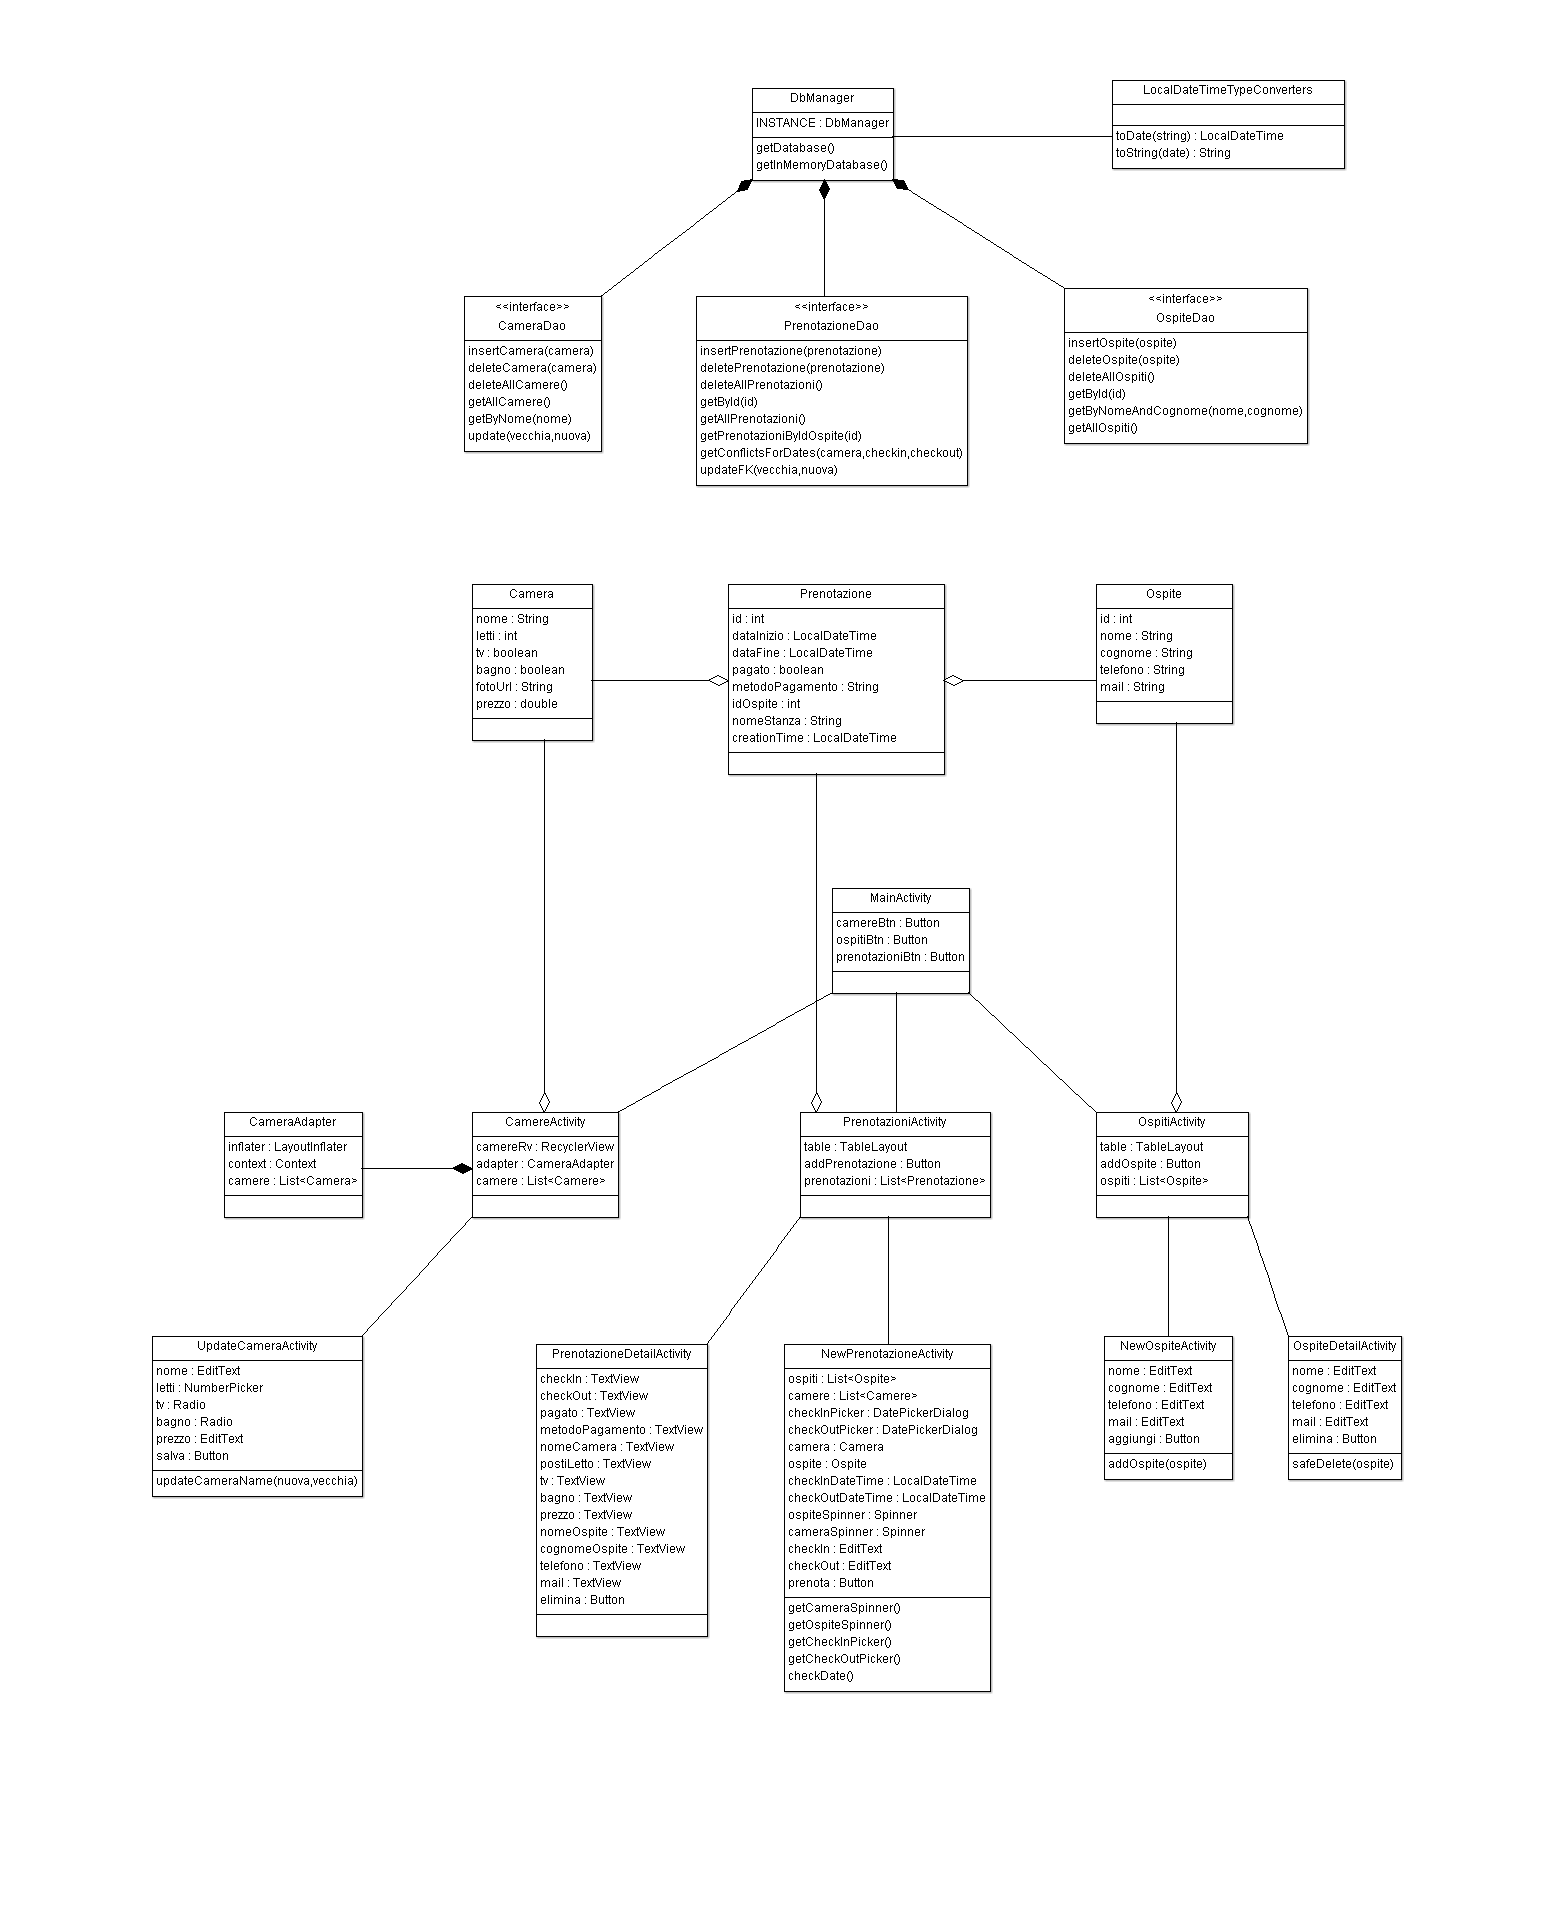 DbManager
INSTANCE : DbManager
getDatabase()
getInMemoryDatabase()
LocalDateTimeTypeConverters
toDate(string) : LocalDateTime
toString(date) : String
<<interface>>
CameraDao
insertCamera(camera)
deleteCamera(camera)
deleteAllCamere()
getAllCamere()
getByNome(nome)
update(vecchia,nuova)
<<interface>>
PrenotazioneDao
insertPrenotazione(prenotazione)
deletePrenotazione(prenotazione)
deleteAllPrenotazioni()
getById(id)
getAllPrenotazioni()
getPrenotazioniByIdOspite(id)
getConflictsForDates(camera,checkin,checkout)
updateFK(vecchia,nuova)
<<interface>>
OspiteDao
insertOspite(ospite)
deleteOspite(ospite)
deleteAllOspiti()
getById(id)
getByNomeAndCognome(nome,cognome)
getAllOspiti()
Camera
nome : String
letti : int
tv : boolean
bagno : boolean
fotoUrl : String
prezzo : double
Prenotazione
id : int
dataInizio : LocalDateTime
dataFine : LocalDateTime
pagato : boolean
metodoPagamento : String
idOspite : int
nomeStanza : String
creationTime : LocalDateTime
Ospite
id : int
nome : String
cognome : String
telefono : String
mail : String
MainActivity
camereBtn : Button
ospitiBtn : Button
prenotazioniBtn : Button
CameraAdapter
inflater : LayoutInflater
context : Context
camere : List<Camera>
CamereActivity
camereRv : RecyclerView
adapter : CameraAdapter
camere : List<Camere>
PrenotazioniActivity
table : TableLayout
addPrenotazione : Button
prenotazioni : List<Prenotazione>
OspitiActivity
table : TableLayout
addOspite : Button
ospiti : List<Ospite>
UpdateCameraActivity
nome : EditText
letti : NumberPicker
tv : Radio
bagno : Radio
prezzo : EditText
salva : Button
updateCameraName(nuova,vecchia)
PrenotazioneDetailActivity
checkIn : TextView
checkOut : TextView
pagato : TextView
metodoPagamento : TextView
nomeCamera : TextView
postiLetto : TextView
tv : TextView
bagno : TextView
prezzo : TextView
nomeOspite : TextView
cognomeOspite : TextView
telefono : TextView
mail : TextView
elimina : Button
NewPrenotazioneActivity
ospiti : List<Ospite>
camere : List<Camere>
checkInPicker : DatePickerDialog
checkOutPicker : DatePickerDialog
camera : Camera
ospite : Ospite
checkInDateTime : LocalDateTime
checkOutDateTime : LocalDateTime
ospiteSpinner : Spinner
cameraSpinner : Spinner
checkIn : EditText
checkOut : EditText
prenota : Button
getCameraSpinner()
getOspiteSpinner()
getCheckInPicker()
getCheckOutPicker()
checkDate()
NewOspiteActivity
nome : EditText
cognome : EditText
telefono : EditText
mail : EditText
aggiungi : Button
addOspite(ospite)
OspiteDetailActivity
nome : EditText
cognome : EditText
telefono : EditText
mail : EditText
elimina : Button
safeDelete(ospite)